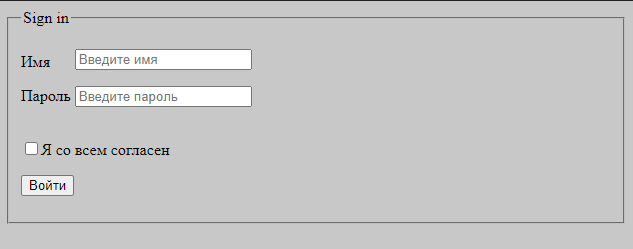 Sign in
Имя Введите имя
Пароль Введите пароль
Я со всем согласен
Войти